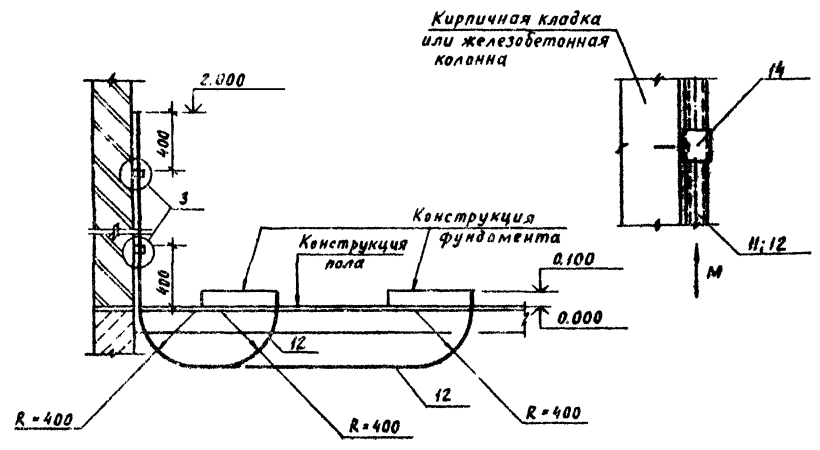 Кирпичная кладка
или железобетонная
колонна
14
2.000
400
3
Конструкция
фундамента
Конструкция
пола
11; 12
М
400
0.100
0.000
12
12
R=400
R=400
R=400